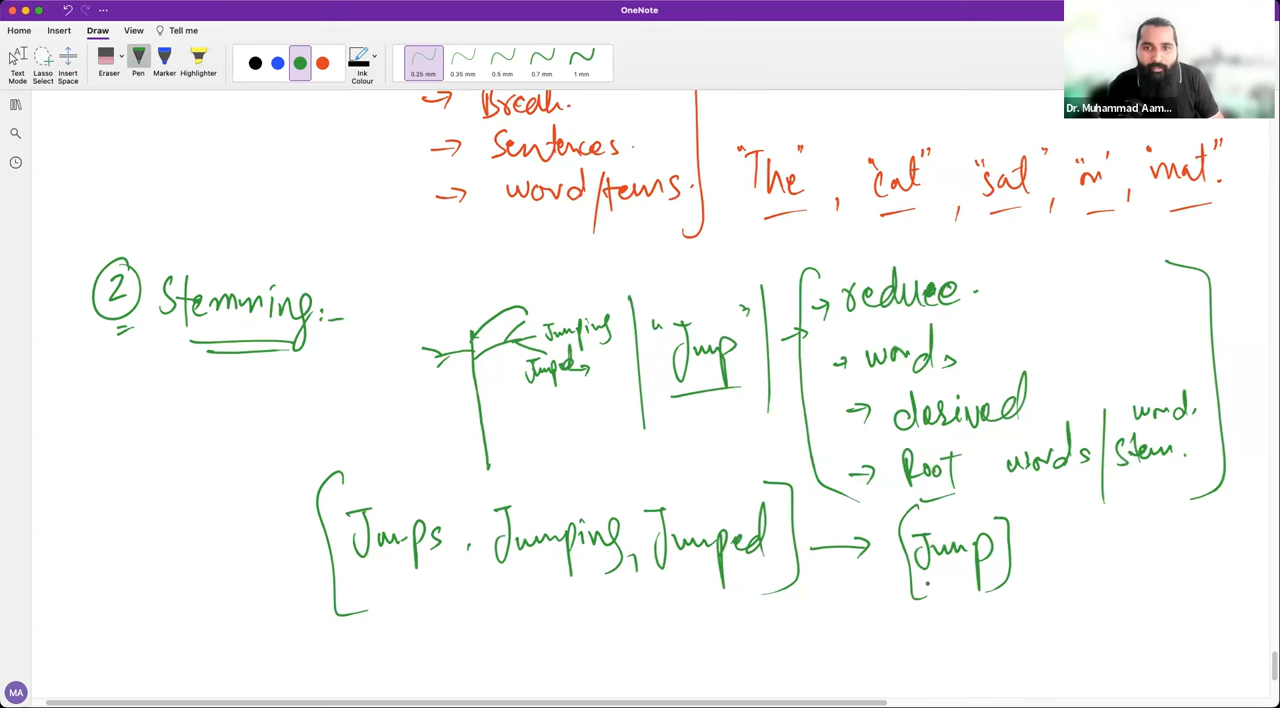 OneNote
Home Insert Draw View Tell me
Text Mode
Lasso Select
Insert Space
Eraser
Pen
Marker
Highlighter
Ink Colour
0.25 mm
0.35 mm
0.5 mm
0.7 mm
1 mm
Dr. Muhammad Aam...
→ Break.
→ Sentences.
→ word/
"The", "cat", "sat", "on", "mat".
② Stemming:-
Jumping
Jumped
"Jump"
→ reduce.
→ words
→ derived
→ Root words | word. stem.
[Jumps, Jumping, Jumped] → [Jump]
MA